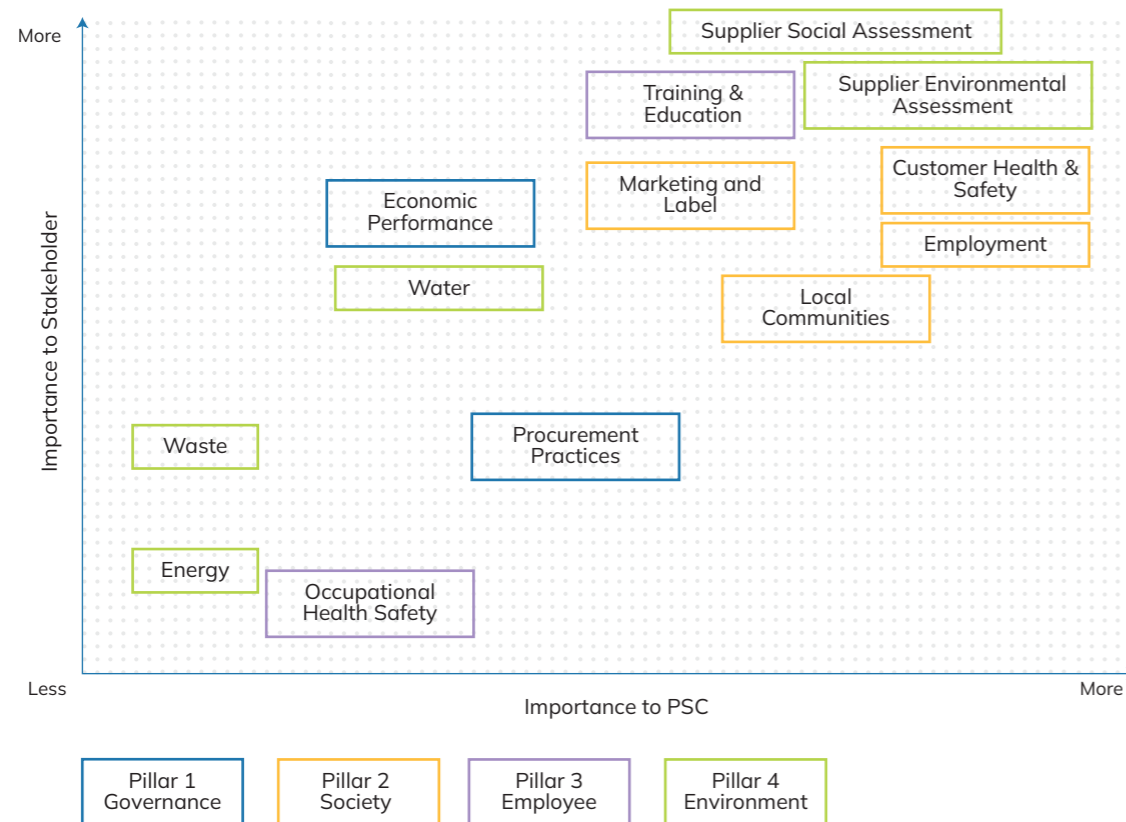 More
Supplier Social Assessment
Training &
Education
Supplier Environmental
Assessment
Customer Health &
Safety
Marketing and
Label
Economic
Performance
Employment
Water
Local
Communities
Importance to Stakeholder
Waste
Procurement
Practices
Energy
Occupational
Health Safety
Less
More
Importance to PSC
Pillar 1
Governance
Pillar 2
Society
Pillar 3
Employee
Pillar 4
Environment